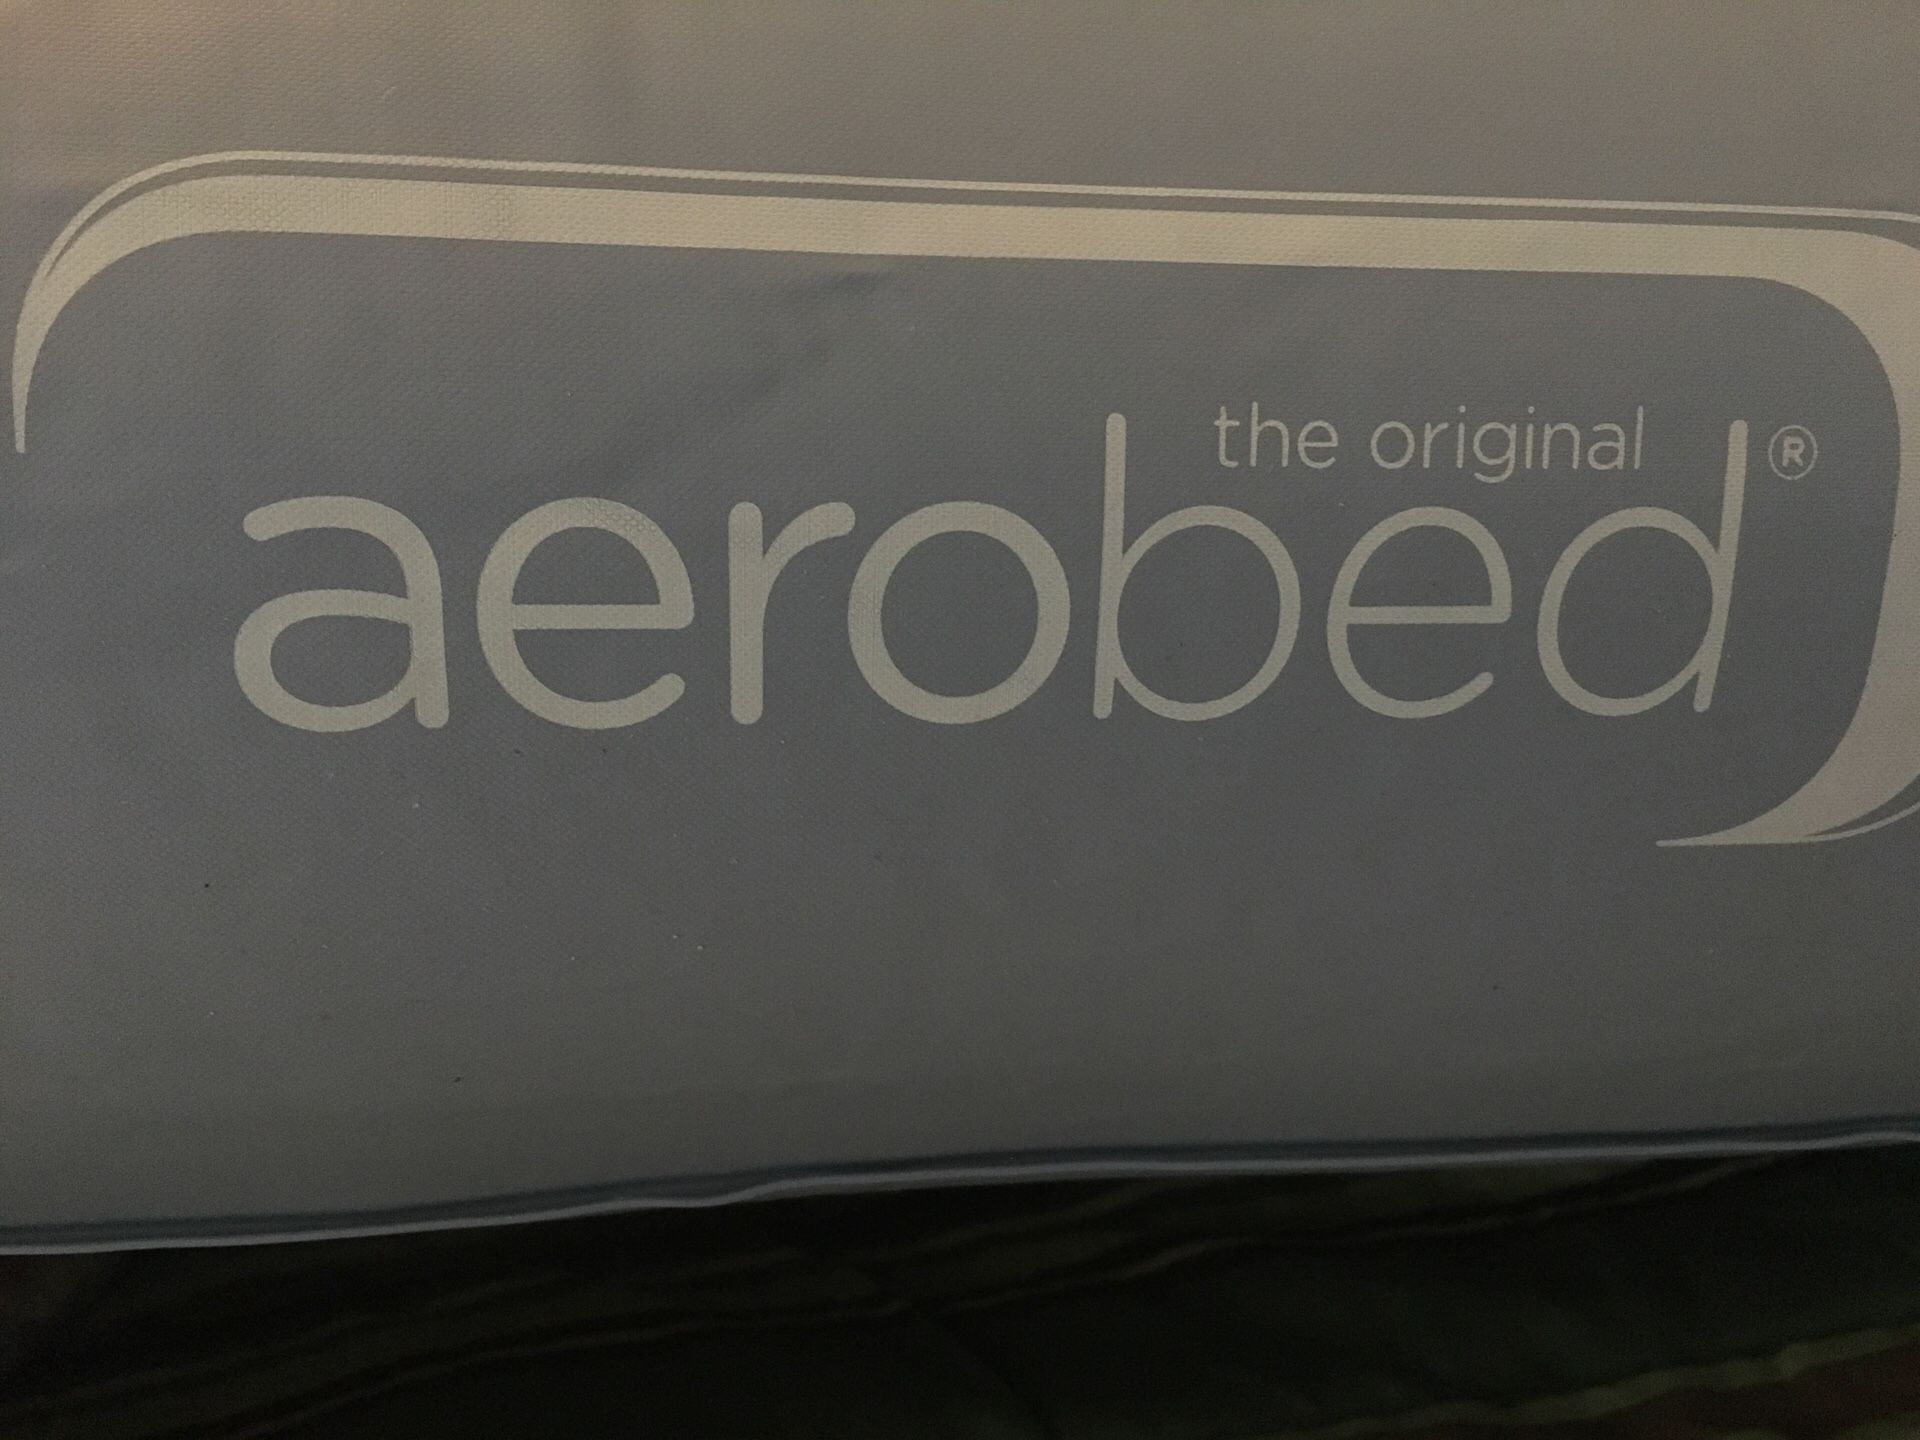 the original
aerobed®